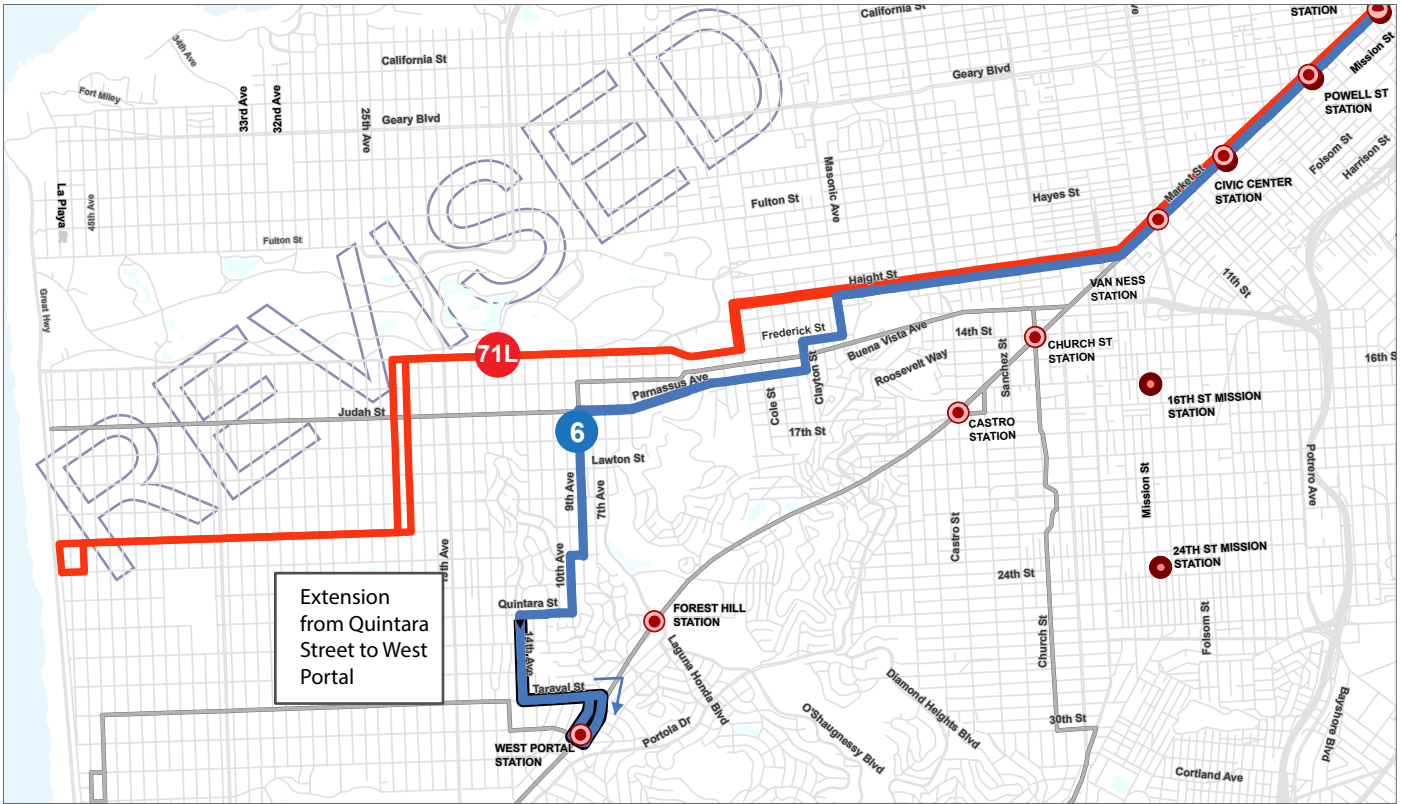 California St
STATION
Mission St
34th Ave
California St
Geary Blvd
POWELL ST
STATION
Fort Miley
33rd Ave
32nd Ave
25th Ave
Geary Blvd
Folsom St
Harrison St
REVISED
Masonic Ave
Market St
CIVIC CENTER
STATION
La Playa St
45th Ave
Fulton St
Hayes St
Fulton St
Haight St
VAN NESS
STATION
11th St
Great Hwy
Frederick St
Buena Vista Ave
14th St
CHURCH ST
STATION
71L
Roosevelt Way
Sanchez St
Clayton St
16th S
Parnassus Ave
Cole St
16TH ST MISSION
STATION
Judah St
17th St
CASTRO
STATION
6
Lawton St
9th Ave
7th Ave
Mission St
Potrero Ave
Castro St
24TH ST MISSION
STATION
10th Ave
24th St
Extension
from Quintara
Street to West
Portal
Quintara St
FOREST HILL
STATION
Church St
Folsom St
14th Ave
Laguna Honda Blvd
Taraval St
Diamond Heights Blvd
O'Shaugnessy Blvd
Portola Dr
30th St
Bayshore Blvd
WEST PORTAL
STATION
Cortland Ave